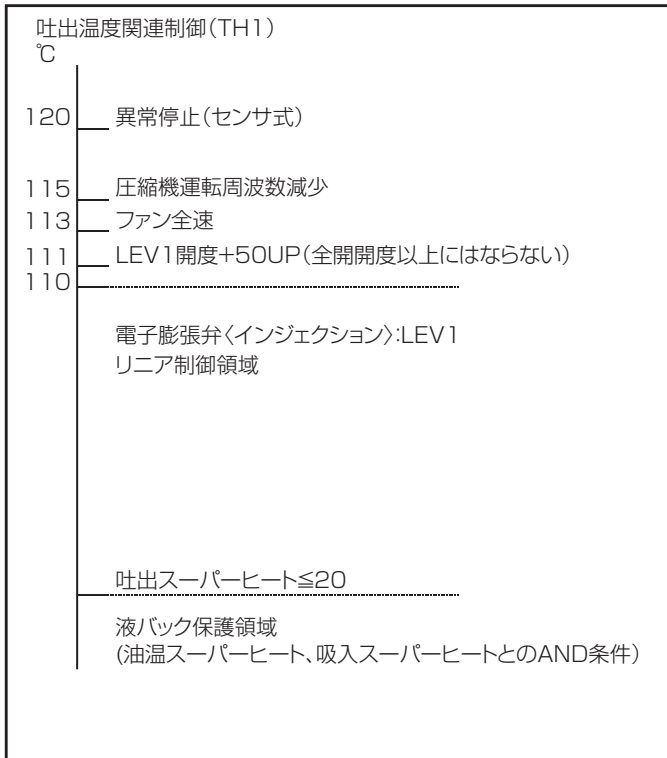 吐出温度関連制御(TH1)
℃
120 異常停止(センサ式)
115 圧縮機運転周波数減少
113 ファン全速
111 LEV1開度+50UP(全開開度以上にはならない)
110
電子膨張弁〈インジェクション〉:LEV1
リニア制御領域
吐出スーパーヒート≦20
液バック保護領域
(油温スーパーヒート、吸入スーパーヒートとのAND条件)